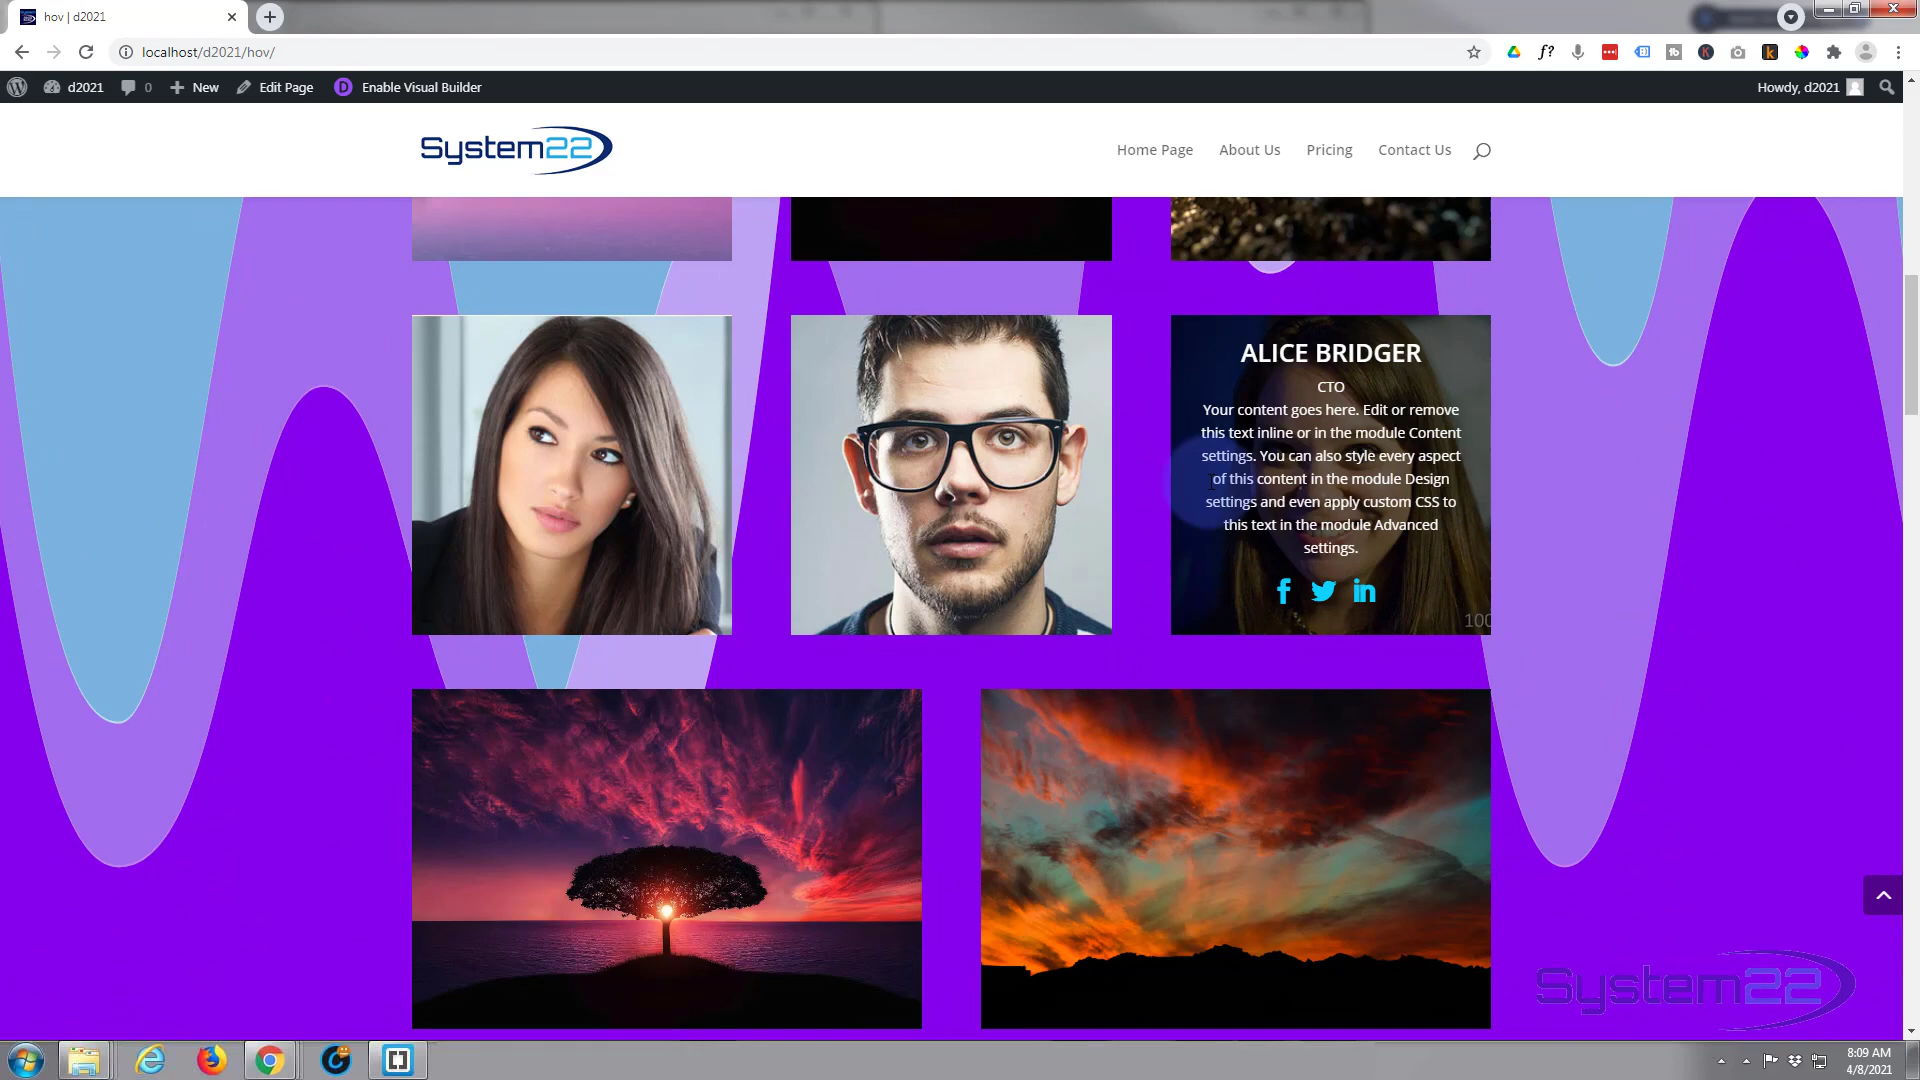 hov | d2021
localhost/d2021/hov/
d2021
0
New
Edit Page
Enable Visual Builder
Howdy, d2021
System22
Home Page
About Us
Pricing
Contact Us
ALICE BRIDGER
CTO
Your content goes here. Edit or remove
this text inline or in the module Content
settings. You can also style every aspect
of this content in the module Design
settings and even apply custom CSS to
this text in the module Advanced
settings.
100
System22
8:09 AM
4/8/2021